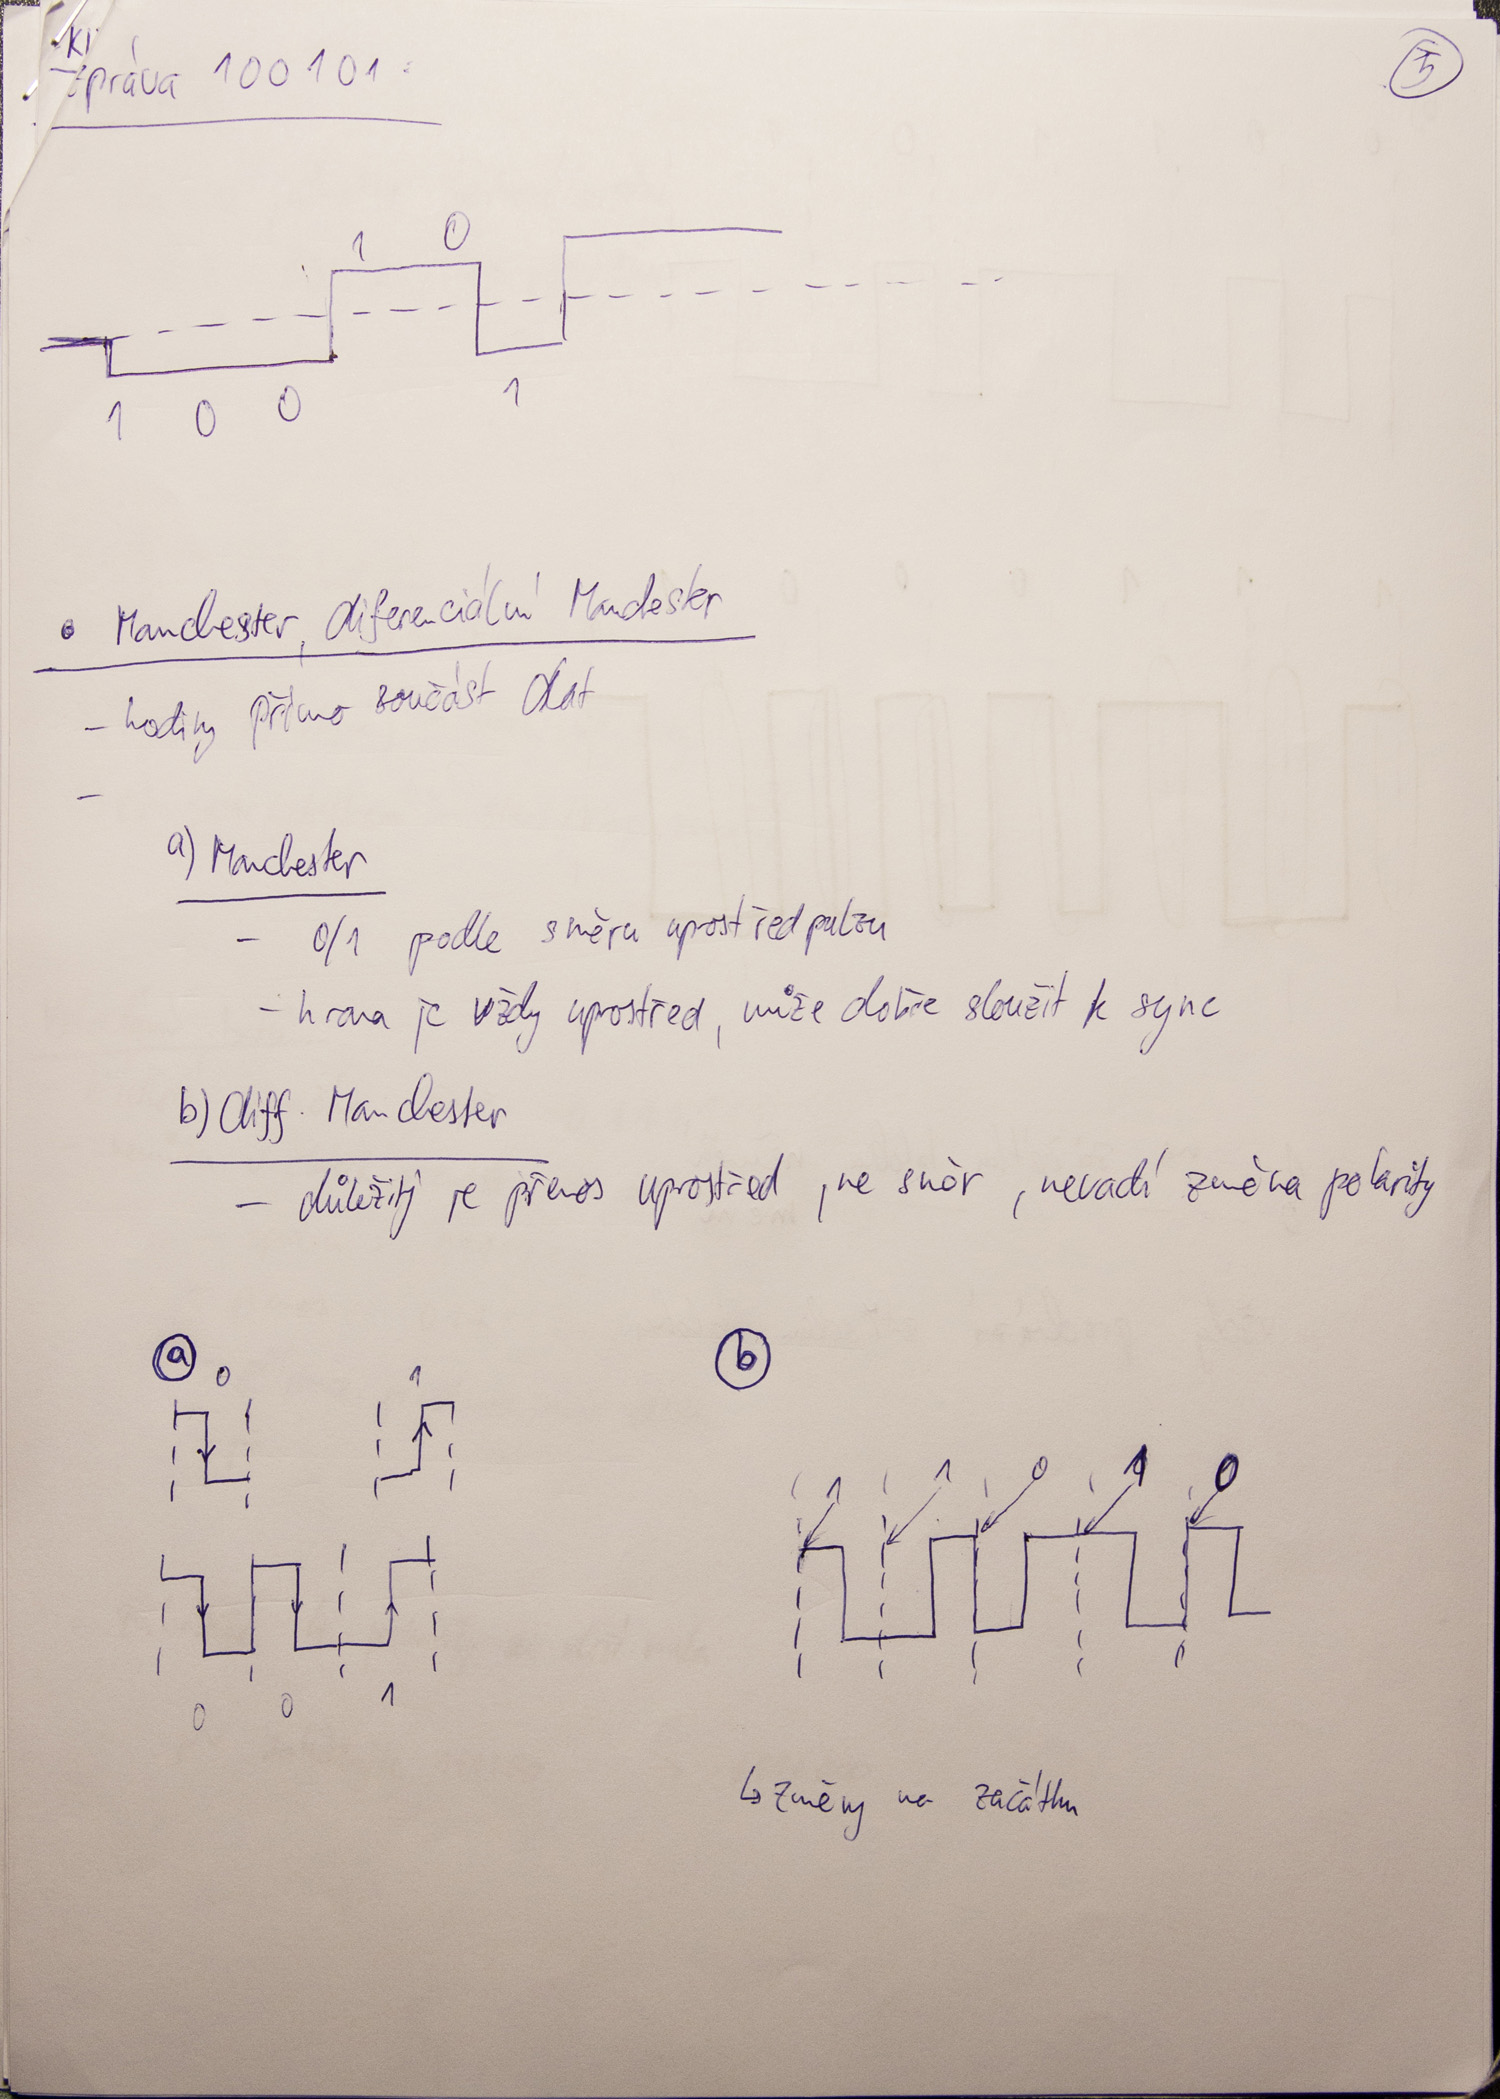 zpráva 100101
5
1 0
1 0 0 1
• Manchester, diferenciální Manchester
- hodiny přímo součást dat
-
a) Manchester
- 0/1 podle směru uprostřed pulzu
- hrana je vždy uprostřed, může dobře sloužit k sync
b) diff. Manchester
- důležitý je přenos uprostřed, ne směr, nevadí změna polarity
a b
0 1
1 1 0 1 0
0 0 1
↳ změny na začátku